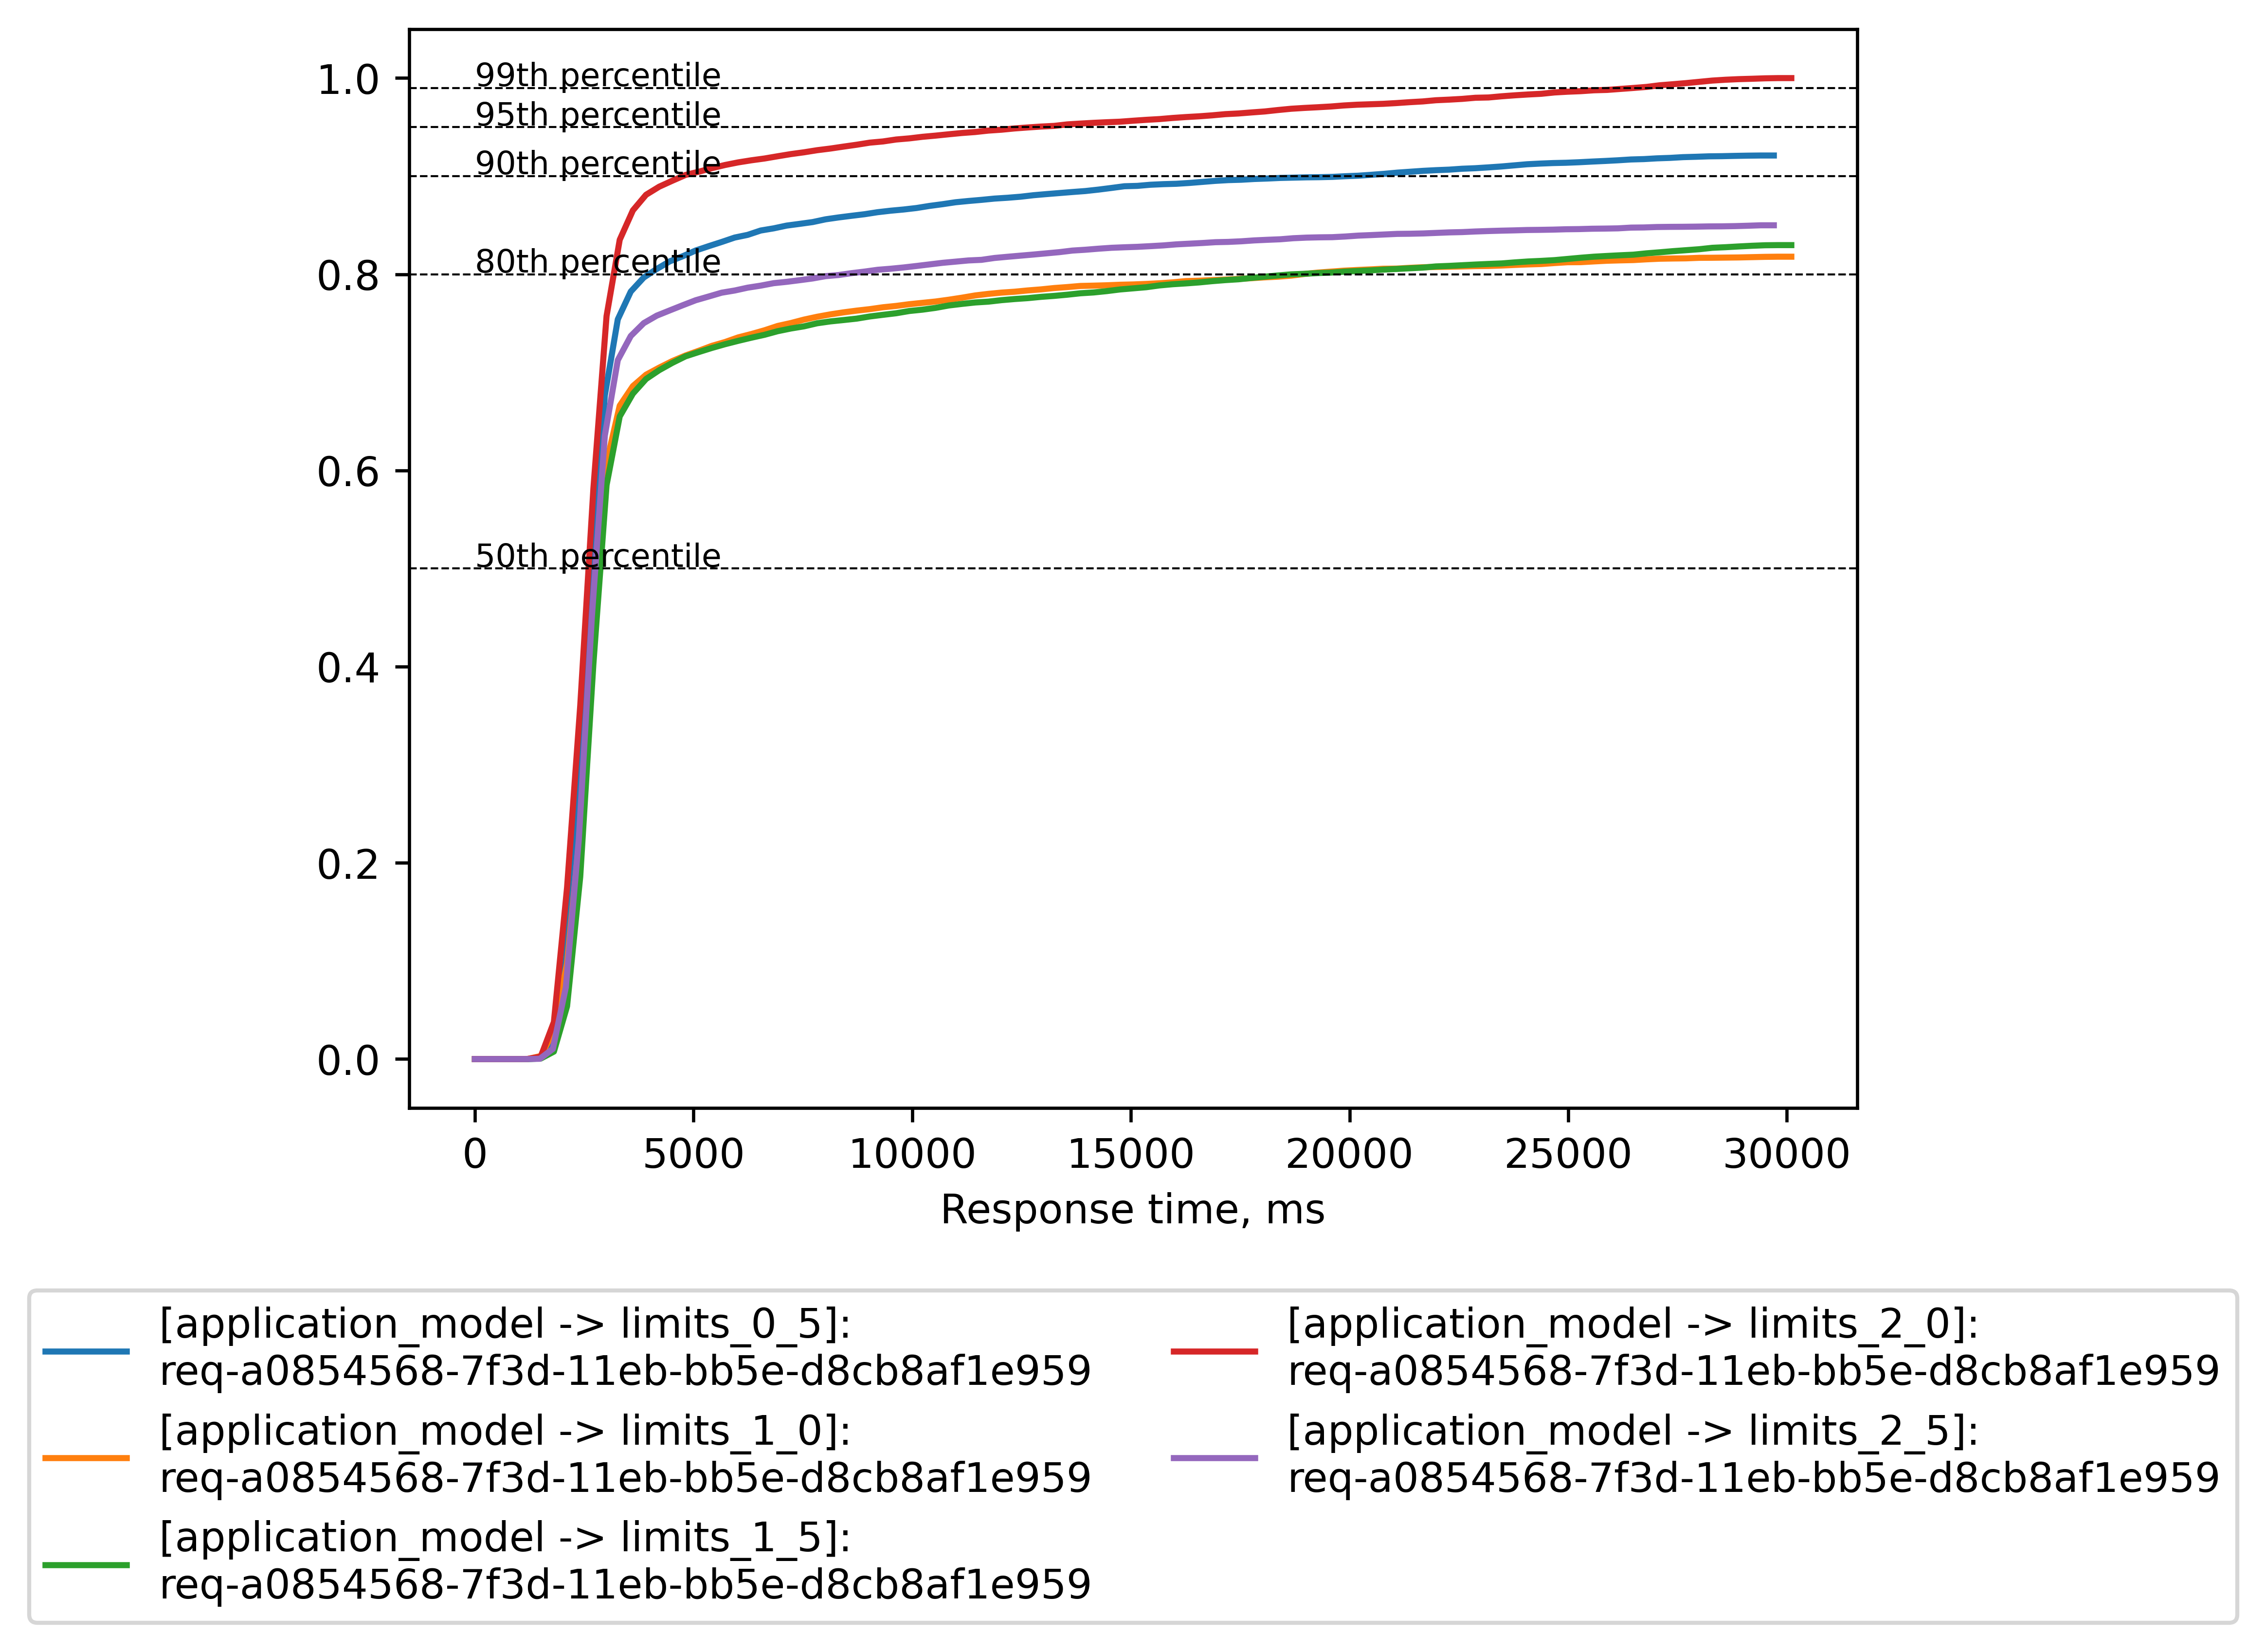 1.0
0.8
0.6
0.4
0.2
0.0
99th percentile
95th percentile
90th percentile
80th percentile
50th percentile
0 5000 10000 15000 20000 25000 30000
Response time, ms
[application_model -> limits_0_5]:
req-a0854568-7f3d-11eb-bb5e-d8cb8af1e959
[application_model -> limits_1_0]:
req-a0854568-7f3d-11eb-bb5e-d8cb8af1e959
[application_model -> limits_1_5]:
req-a0854568-7f3d-11eb-bb5e-d8cb8af1e959
[application_model -> limits_2_0]:
req-a0854568-7f3d-11eb-bb5e-d8cb8af1e959
[application_model -> limits_2_5]:
req-a0854568-7f3d-11eb-bb5e-d8cb8af1e959